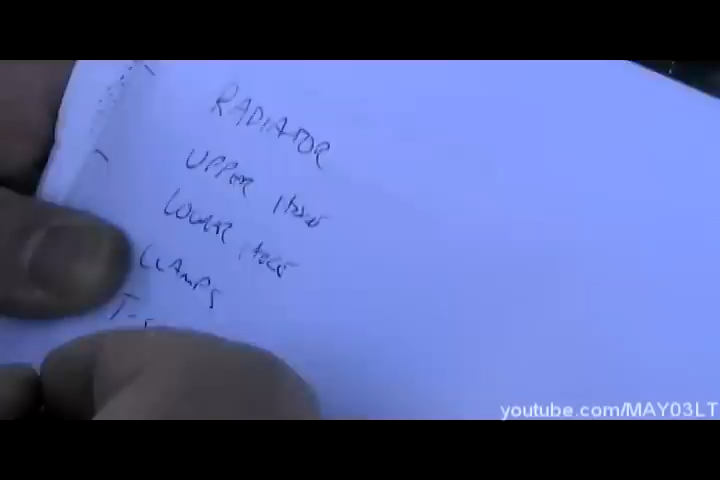 RADIATOR
UPPER HOSE
LOWER HOSE
CLAMPS
T-
youtube.com/MAY03LT